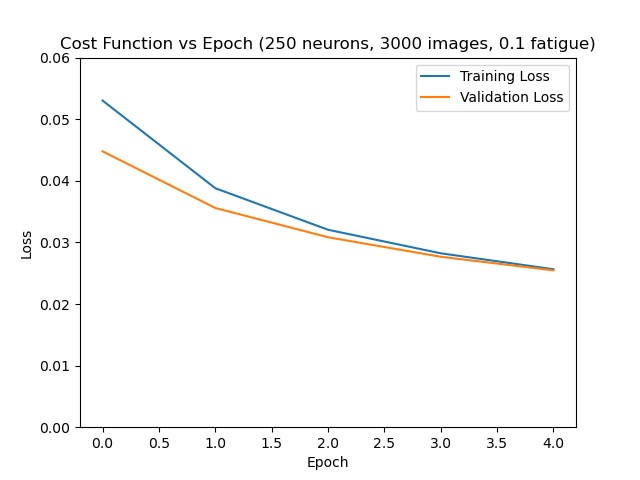 Cost Function vs Epoch (250 neurons, 3000 images, 0.1 fatigue)
Training Loss
Validation Loss
Loss
0.06
0.05
0.04
0.03
0.02
0.01
0.00
0.0 0.5 1.0 1.5 2.0 2.5 3.0 3.5 4.0
Epoch